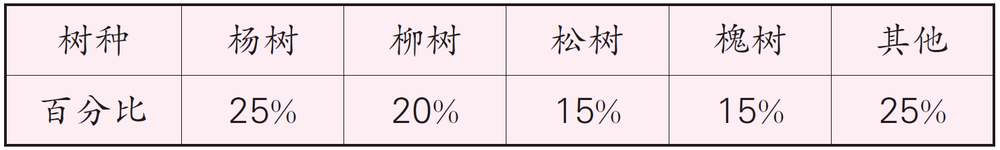 树种 杨树 柳树 松树 槐树 其他
百分比 25% 20% 15% 15% 25%